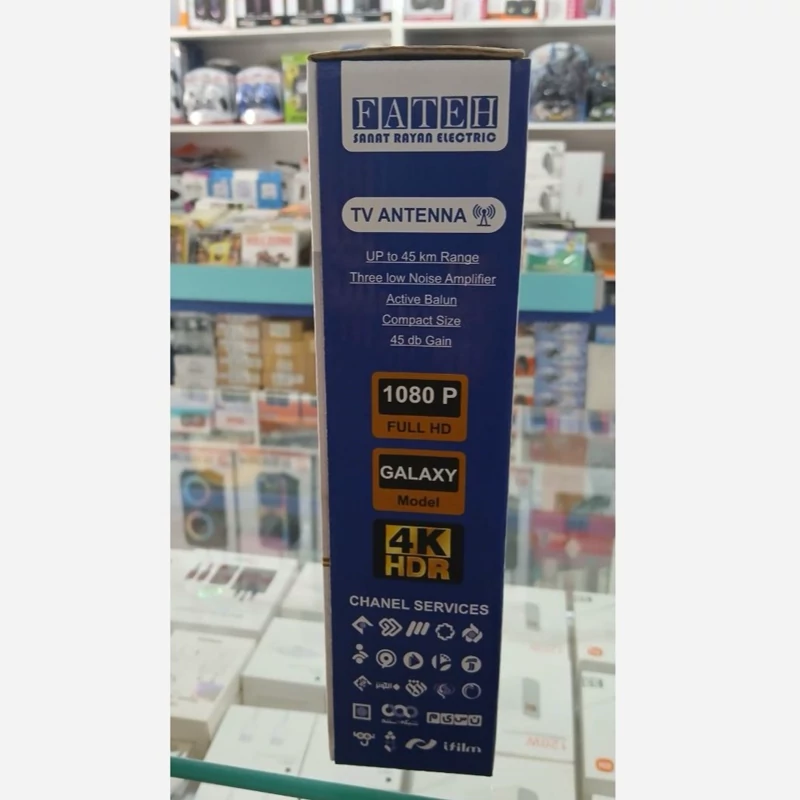 FATEH
SANAT RAYAN ELECTRIC
TV ANTENNA
UP to 45 km Range
Three low Noise Amplifier
Active Balun
Compact Size
45 db Gain
1080 P
FULL HD
GALAXY
Model
4K
HDR
CHANEL SERVICES
نسیم
ifilm